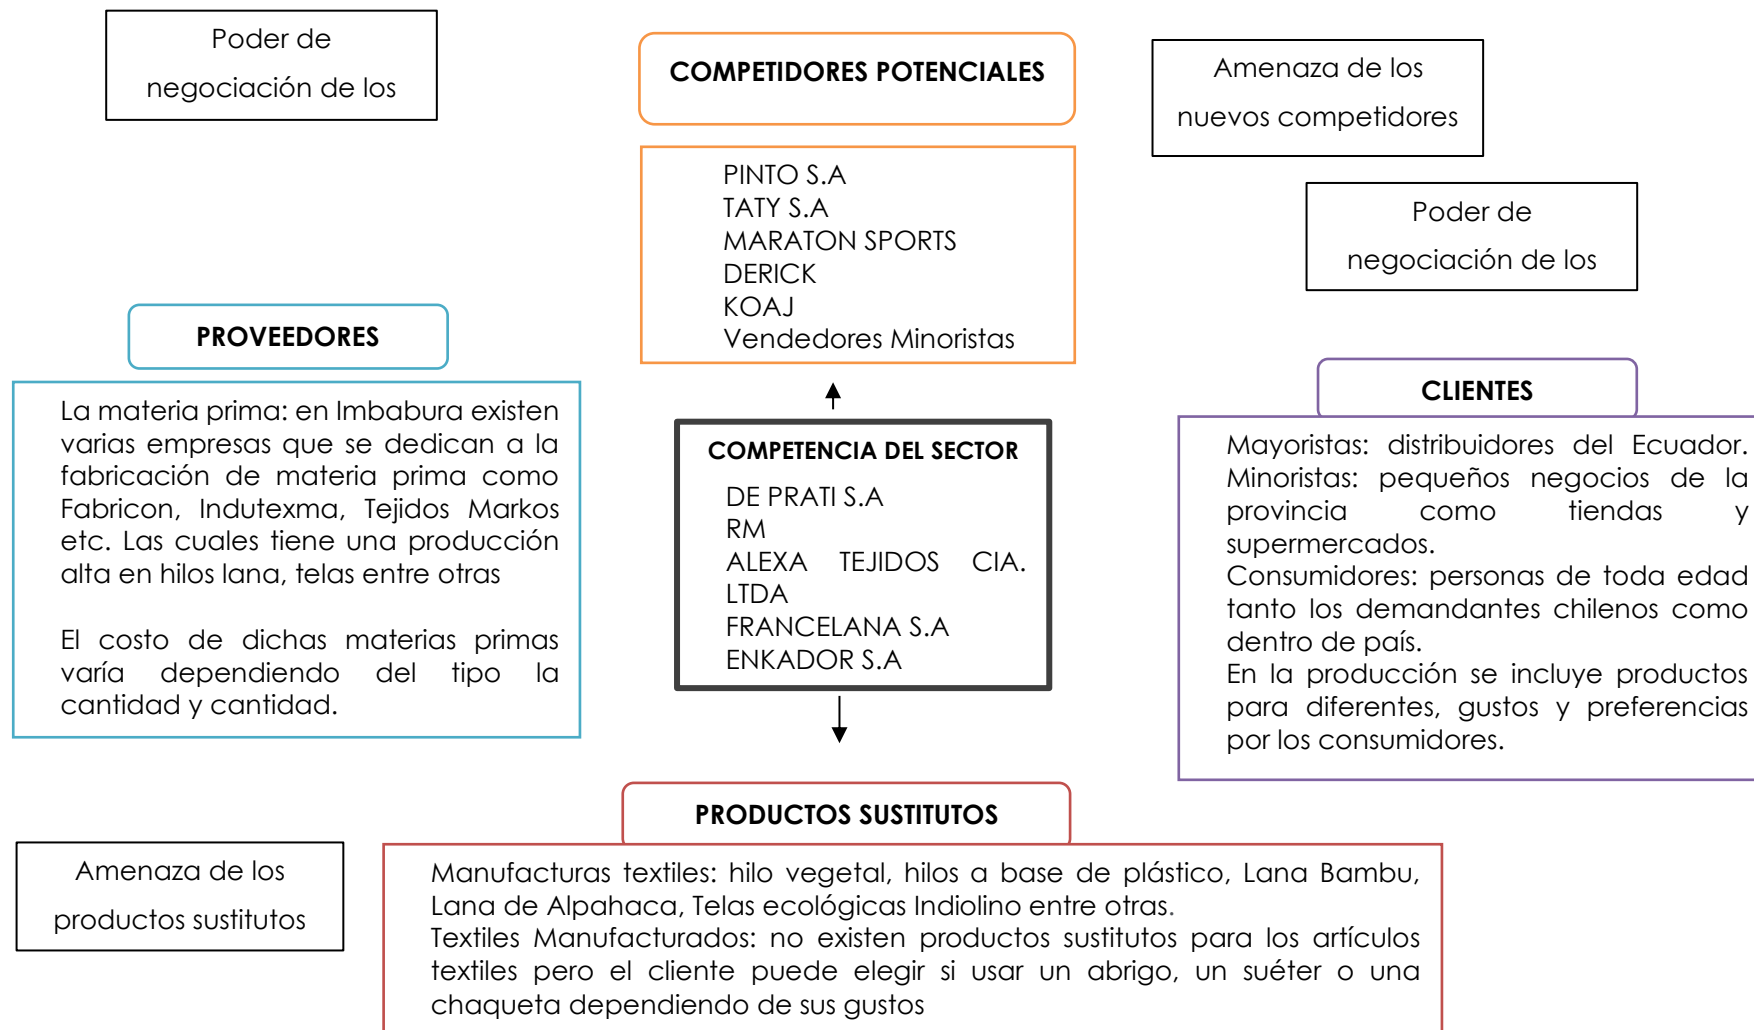 Poder de
negociación de los
COMPETIDORES POTENCIALES
Amenaza de los
nuevos competidores
PINTO S.A
TATY S.A
MARATON SPORTS
DERICK
KOAJ
Vendedores Minoristas
Poder de
negociación de los
PROVEEDORES
La materia prima: en Imbabura existen
varias empresas que se dedican a la
fabricación de materia prima como
Fabricon, Indutexma, Tejidos Markos
etc. Las cuales tiene una producción
alta en hilos lana, telas entre otras
El costo de dichas materias primas
varía dependiendo del tipo la
cantidad y cantidad.
COMPETENCIA DEL SECTOR
DE PRATI S.A
RM
ALEXA TEJIDOS CIA.
LTDA
FRANCELANA S.A
ENKADOR S.A
CLIENTES
Mayoristas: distribuidores del Ecuador.
Minoristas: pequeños negocios de la
provincia como tiendas y
supermercados.
Consumidores: personas de toda edad
tanto los demandantes chilenos como
dentro de país.
En la producción se incluye productos
para diferentes, gustos y preferencias
por los consumidores.
PRODUCTOS SUSTITUTOS
Amenaza de los
productos sustitutos
Manufacturas textiles: hilo vegetal, hilos a base de plástico, Lana Bambu,
Lana de Alpahaca, Telas ecológicas Indiolino entre otras.
Textiles Manufacturados: no existen productos sustitutos para los artículos
textiles pero el cliente puede elegir si usar un abrigo, un suéter o una
chaqueta dependiendo de sus gustos